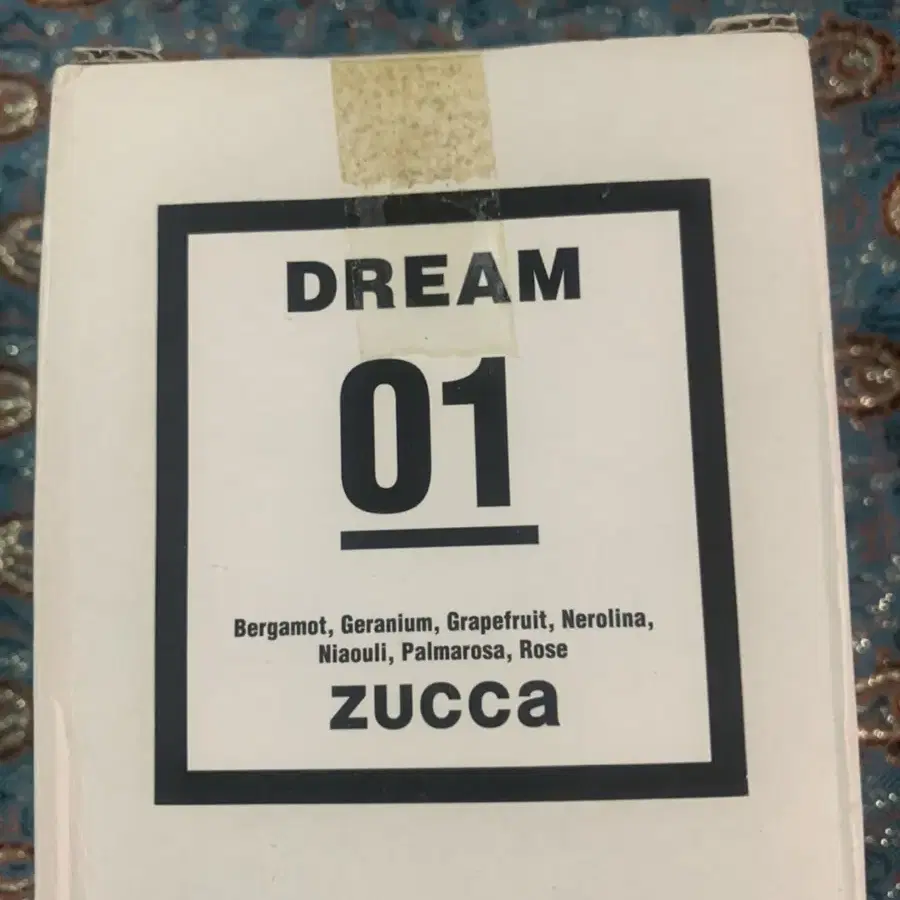 DREAM
01
Bergamot, Geranium, Grapefruit, Nerolina,
Niaouli, Palmarosa, Rose
zucca